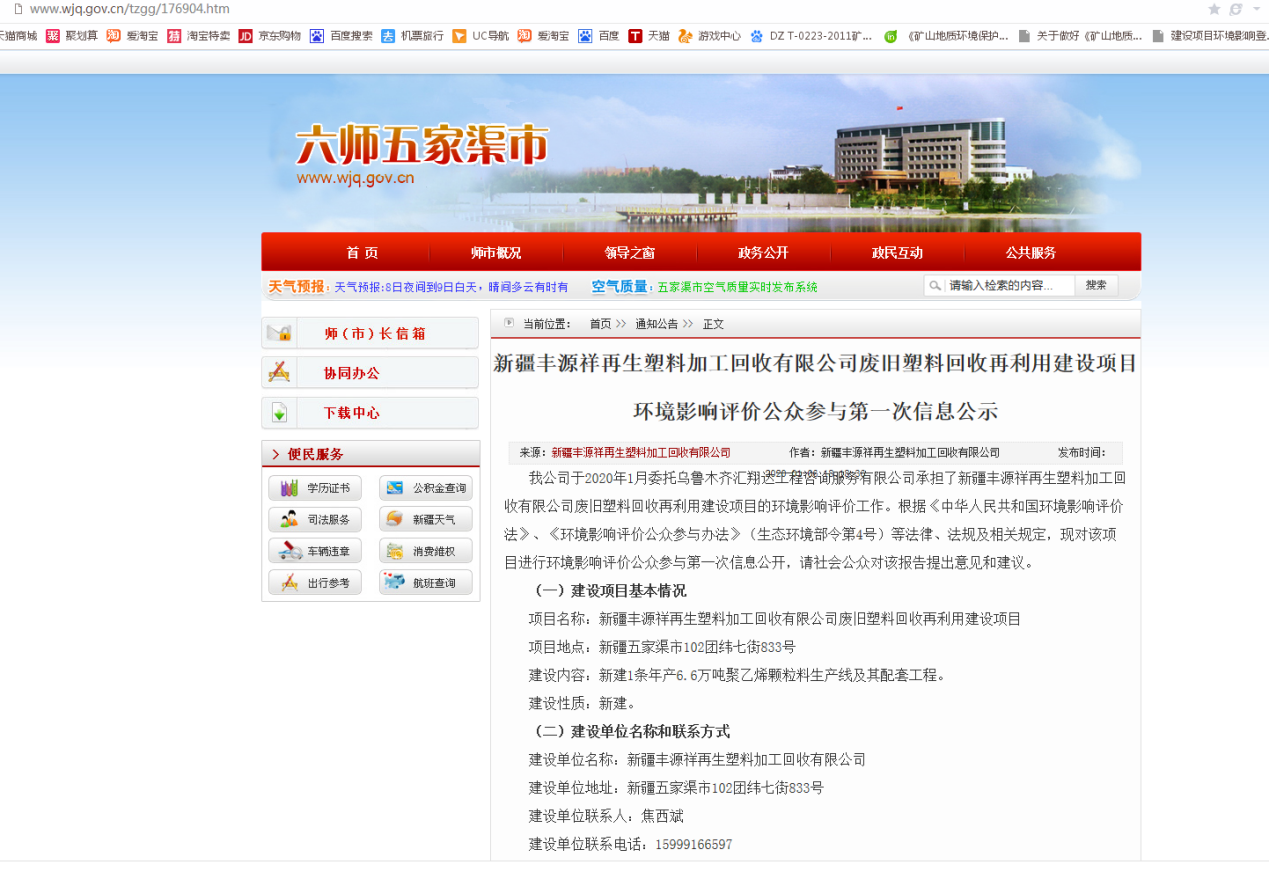 www.wjq.gov.cn/tzgg/176904.htm
天猫商城 聚 聚划算 淘 爱淘宝 特 淘宝特卖 JD 京东购物 百度搜索 去 机票旅行 UC导航 淘 爱淘宝 百度 T 天猫 游戏中心 DZ T-0223-2011矿... 《矿山地质环境保护... 关于做好《矿山地质... 建设项目环境影响登...
六师五家渠市
www.wjq.gov.cn
首 页 师市概况 领导之窗 政务公开 政民互动 公共服务
天气预报: 天气预报:8日夜间到9日白天，晴间多云有时有 空气质量: 五家渠市空气质量实时发布系统 请输入检索的内容... 搜索
师（市）长 信 箱
协同办公
下载中心
便民服务
学历证书 公积金查询
司法服务 新疆天气
车辆违章 消费维权
出行参考 航班查询
当前位置： 首页 >> 通知公告 >> 正文
新疆丰源祥再生塑料加工回收有限公司废旧塑料回收再利用建设项目
环境影响评价公众参与第一次信息公示
来源：新疆丰源祥再生塑料加工回收有限公司 作者：新疆丰源祥再生塑料加工回收有限公司 发布时间：
我公司于2020年1月委托乌鲁木齐汇翔达工程咨询服务有限公司承担了新疆丰源祥再生塑料加工回
收有限公司废旧塑料回收再利用建设项目的环境影响评价工作。根据《中华人民共和国环境影响评价
法》、《环境影响评价公众参与办法》（生态环境部令第4号）等法律、法规及相关规定，现对该项
目进行环境影响评价公众参与第一次信息公开，请社会公众对该报告提出意见和建议。
（一）建设项目基本情况
项目名称：新疆丰源祥再生塑料加工回收有限公司废旧塑料回收再利用建设项目
项目地点：新疆五家渠市102团纬七街833号
建设内容：新建1条年产6.6万吨聚乙烯颗粒料生产线及其配套工程。
建设性质：新建。
（二）建设单位名称和联系方式
建设单位名称：新疆丰源祥再生塑料加工回收有限公司
建设单位地址：新疆五家渠市102团纬七街833号
建设单位联系人：焦西斌
建设单位联系电话：15999166597